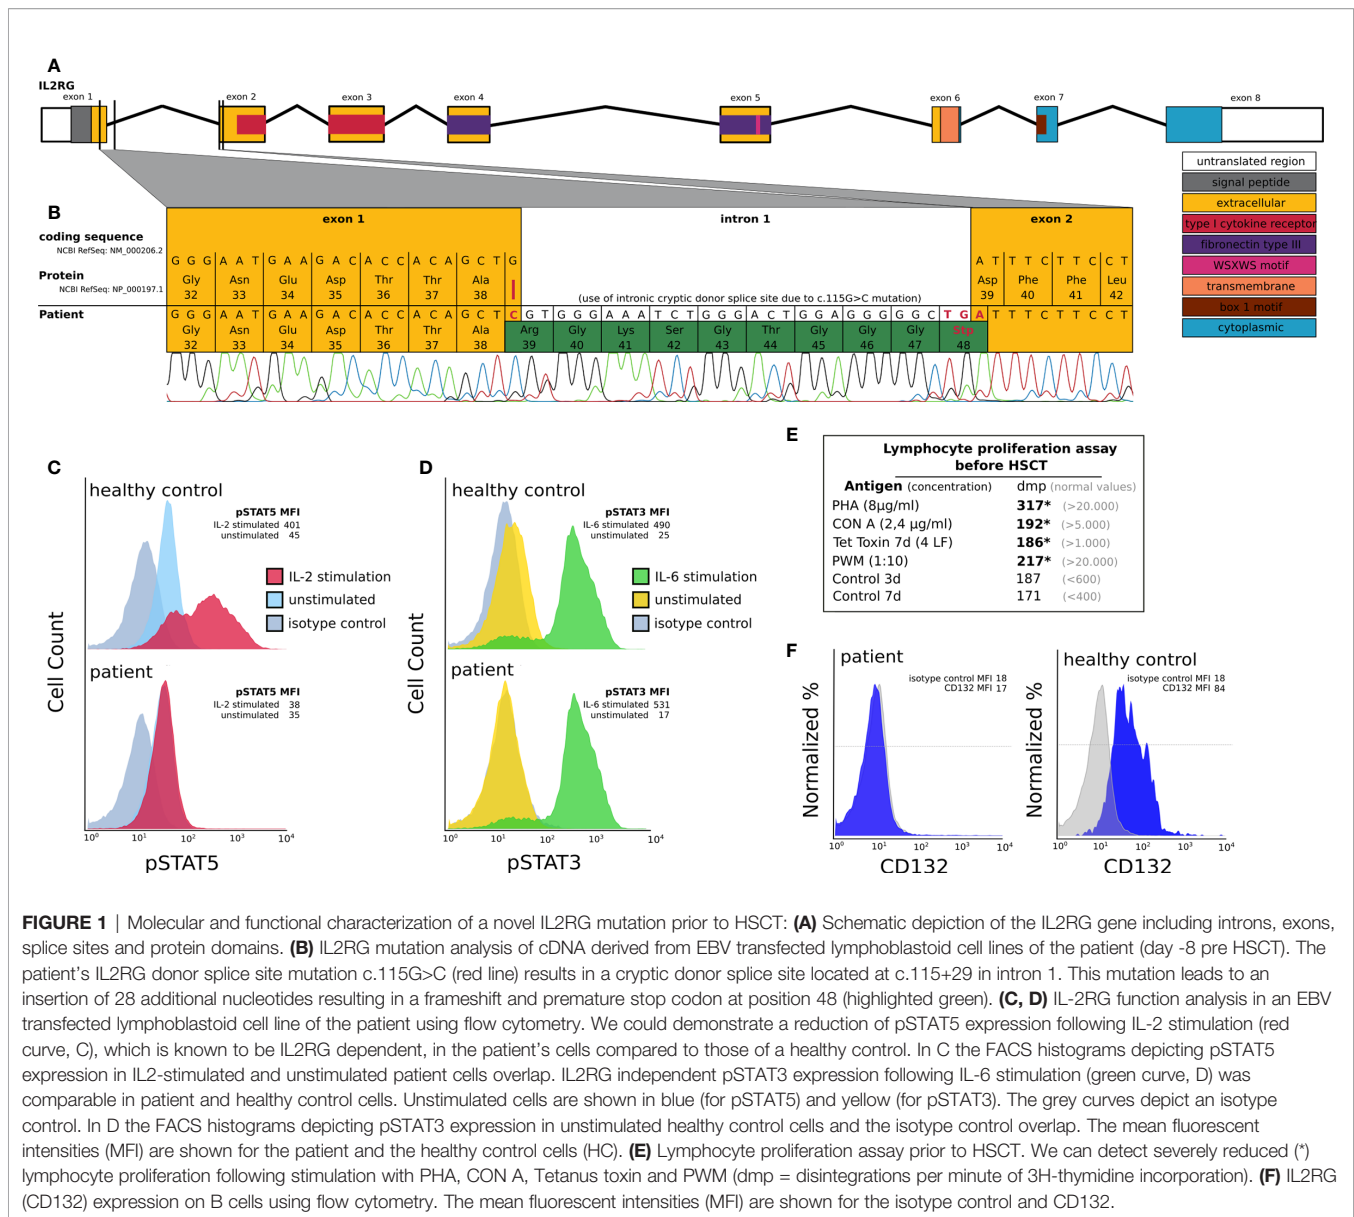 A
IL2RG
exon 1
exon 2
exon 3
exon 4
exon 5
exon 6
exon 7
exon 8
untranslated region
signal peptide
extracellular
type I cytokine receptor
fibronectin type III
WSXWS motif
transmembrane
box 1 motif
cytoplasmic
B
exon 1 intron 1 exon 2
coding sequence
NCBI RefSeq: NM_000206.2
G G G A A T G A A G A C A C C A C A G C T G A T T T C T T C C T
Protein
NCBI RefSeq: NP_000197.1
Gly Asn Glu Asp Thr Thr Ala Asp Phe Phe Leu
32 33 34 35 36 37 38 39 40 41 42
(use of intronic cryptic donor splice site due to c.115G>C mutation)
Patient
G G G A A T G A A G A C A C C A C A G C T C G T G G G A A A T C T G G G A C T G G A G G G G G C T G A T T T C T T C C T
Gly Asn Glu Asp Thr Thr Ala Arg Gly Lys Ser Gly Thr Gly Gly Gly Stp
32 33 34 35 36 37 38 39 40 41 42 43 44 45 46 47 48
C
healthy control
pSTAT5 MFI
IL-2 stimulated 401
unstimulated 45
IL-2 stimulation
unstimulated
isotype control
Cell Count
patient
pSTAT5 MFI
IL-2 stimulated 38
unstimulated 35
10⁰ 10¹ 10² 10³ 10⁴
pSTAT5
D
healthy control
pSTAT3 MFI
IL-6 stimulated 490
unstimulated 25
IL-6 stimulation
unstimulated
isotype control
Cell Count
patient
pSTAT3 MFI
IL-6 stimulated 531
unstimulated 17
10⁰ 10¹ 10² 10³ 10⁴
pSTAT3
E
Lymphocyte proliferation assay
before HSCT
Antigen (concentration) dmp (normal values)
PHA (8µg/ml) 317* (>20.000)
CON A (2,4 µg/ml) 192* (>5.000)
Tet Toxin 7d (4 LF) 186* (>1.000)
PWM (1:10) 217* (>20.000)
Control 3d 187 (<600)
Control 7d 171 (<400)
F
patient
isotype control MFI 18
CD132 MFI 17
Normalized %
10⁰ 10¹ 10² 10³ 10⁴
CD132
healthy control
isotype control MFI 18
CD132 MFI 84
Normalized %
10⁰ 10¹ 10² 10³ 10⁴
CD132
FIGURE 1 | Molecular and functional characterization of a novel IL2RG mutation prior to HSCT: (A) Schematic depiction of the IL2RG gene including introns, exons,
splice sites and protein domains. (B) IL2RG mutation analysis of cDNA derived from EBV transfected lymphoblastoid cell lines of the patient (day -8 pre HSCT). The
patient's IL2RG donor splice site mutation c.115G>C (red line) results in a cryptic donor splice site located at c.115+29 in intron 1. This mutation leads to an
insertion of 28 additional nucleotides resulting in a frameshift and premature stop codon at position 48 (highlighted green). (C, D) IL-2RG function analysis in an EBV
transfected lymphoblastoid cell line of the patient using flow cytometry. We could demonstrate a reduction of pSTAT5 expression following IL-2 stimulation (red
curve, C), which is known to be IL2RG dependent, in the patient's cells compared to those of a healthy control. In C the FACS histograms depicting pSTAT5
expression in IL2-stimulated and unstimulated patient cells overlap. IL2RG independent pSTAT3 expression following IL-6 stimulation (green curve, D) was
comparable in patient and healthy control cells. Unstimulated cells are shown in blue (for pSTAT5) and yellow (for pSTAT3). The grey curves depict an isotype
control. In D the FACS histograms depicting pSTAT3 expression in unstimulated healthy control cells and the isotype control overlap. The mean fluorescent
intensities (MFI) are shown for the patient and the healthy control cells (HC). (E) Lymphocyte proliferation assay prior to HSCT. We can detect severely reduced (*)
lymphocyte proliferation following stimulation with PHA, CON A, Tetanus toxin and PWM (dmp = disintegrations per minute of 3H-thymidine incorporation). (F) IL2RG
(CD132) expression on B cells using flow cytometry. The mean fluorescent intensities (MFI) are shown for the isotype control and CD132.